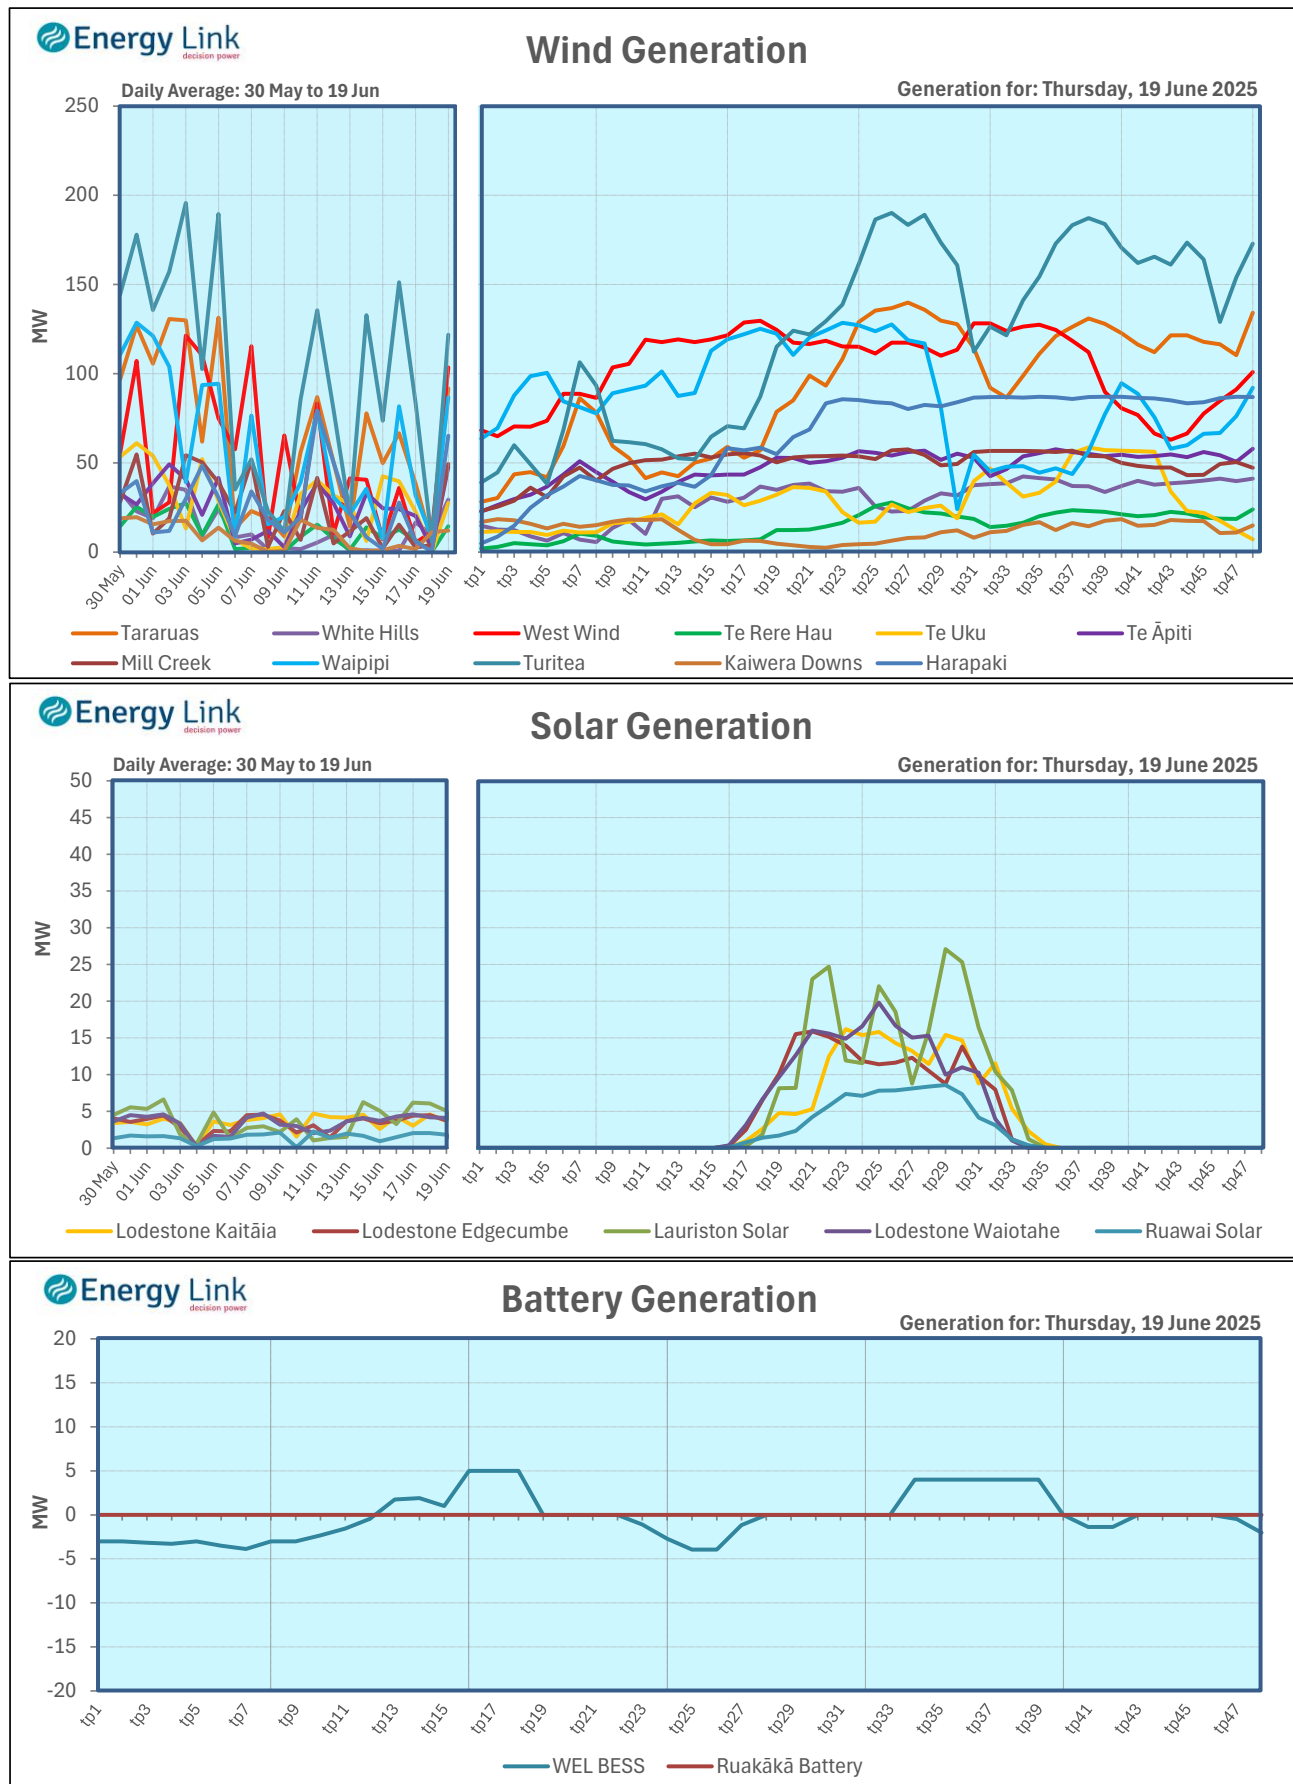 Energy Link
decision power
Wind Generation
Daily Average: 30 May to 19 Jun
Generation for: Thursday, 19 June 2025
MW
250
200
150
100
50
0
30 May
01 Jun
03 Jun
05 Jun
07 Jun
09 Jun
11 Jun
13 Jun
15 Jun
17 Jun
19 Jun
tp1
tp3
tp5
tp7
tp9
tp11
tp13
tp15
tp17
tp19
tp21
tp23
tp25
tp27
tp29
tp31
tp33
tp35
tp37
tp39
tp41
tp43
tp45
tp47
Tararuas White Hills West Wind Te Rere Hau Te Uku Te Āpiti
Mill Creek Waipipi Turitea Kaiwera Downs Harapaki
Energy Link
decision power
Solar Generation
Daily Average: 30 May to 19 Jun
Generation for: Thursday, 19 June 2025
MW
50
45
40
35
30
25
20
15
10
5
0
30 May
01 Jun
03 Jun
05 Jun
07 Jun
09 Jun
11 Jun
13 Jun
15 Jun
17 Jun
19 Jun
tp1
tp3
tp5
tp7
tp9
tp11
tp13
tp15
tp17
tp19
tp21
tp23
tp25
tp27
tp29
tp31
tp33
tp35
tp37
tp39
tp41
tp43
tp45
tp47
Lodestone Kaitāia Lodestone Edgecumbe Lauriston Solar Lodestone Waiotahe Ruawai Solar
Energy Link
decision power
Battery Generation
Generation for: Thursday, 19 June 2025
MW
20
15
10
5
0
-5
-10
-15
-20
tp1
tp3
tp5
tp7
tp9
tp11
tp13
tp15
tp17
tp19
tp21
tp23
tp25
tp27
tp29
tp31
tp33
tp35
tp37
tp39
tp41
tp43
tp45
tp47
WEL BESS Ruakākā Battery